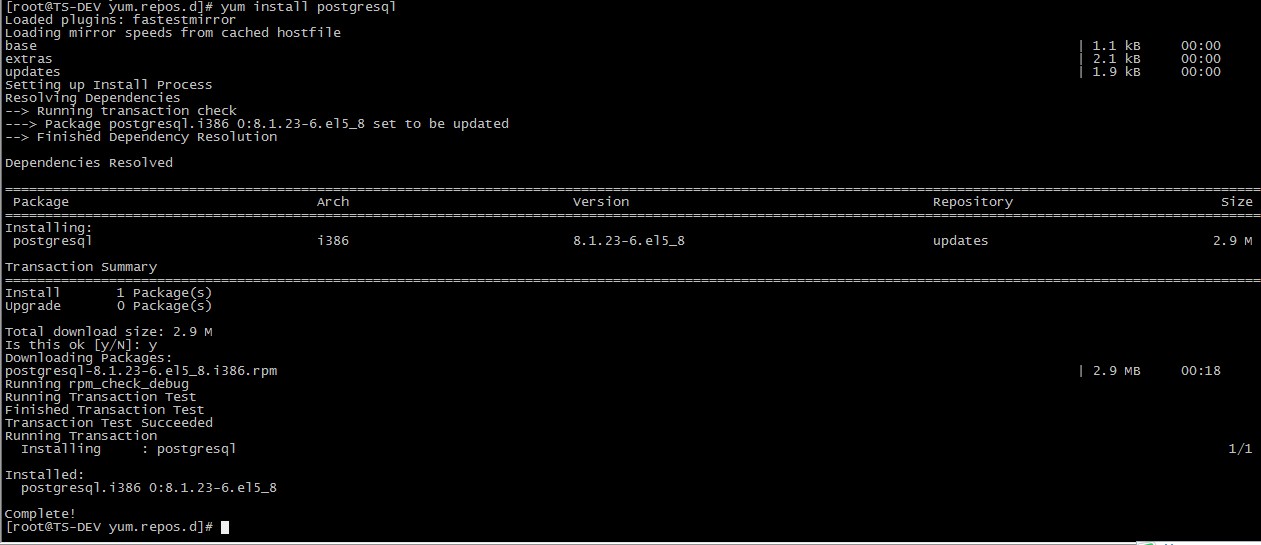 [root@TS-DEV yum.repos.d]# yum install postgresql
Loaded plugins: fastestmirror
Loading mirror speeds from cached hostfile
base | 1.1 kB 00:00
extras | 2.1 kB 00:00
updates | 1.9 kB 00:00
Setting up Install Process
Resolving Dependencies
--> Running transaction check
---> Package postgresql.i386 0:8.1.23-6.el5_8 set to be updated
--> Finished Dependency Resolution
Dependencies Resolved
Package Arch Version Repository Size
Installing:
postgresql i386 8.1.23-6.el5_8 updates 2.9 M
Transaction Summary
Install 1 Package(s)
Upgrade 0 Package(s)
Total download size: 2.9 M
Is this ok [y/N]: y
Downloading Packages:
postgresql-8.1.23-6.el5_8.i386.rpm | 2.9 MB 00:18
Running rpm_check_debug
Running Transaction Test
Finished Transaction Test
Transaction Test Succeeded
Running Transaction
Installing : postgresql 1/1
Installed:
postgresql.i386 0:8.1.23-6.el5_8
Complete!
[root@TS-DEV yum.repos.d]#